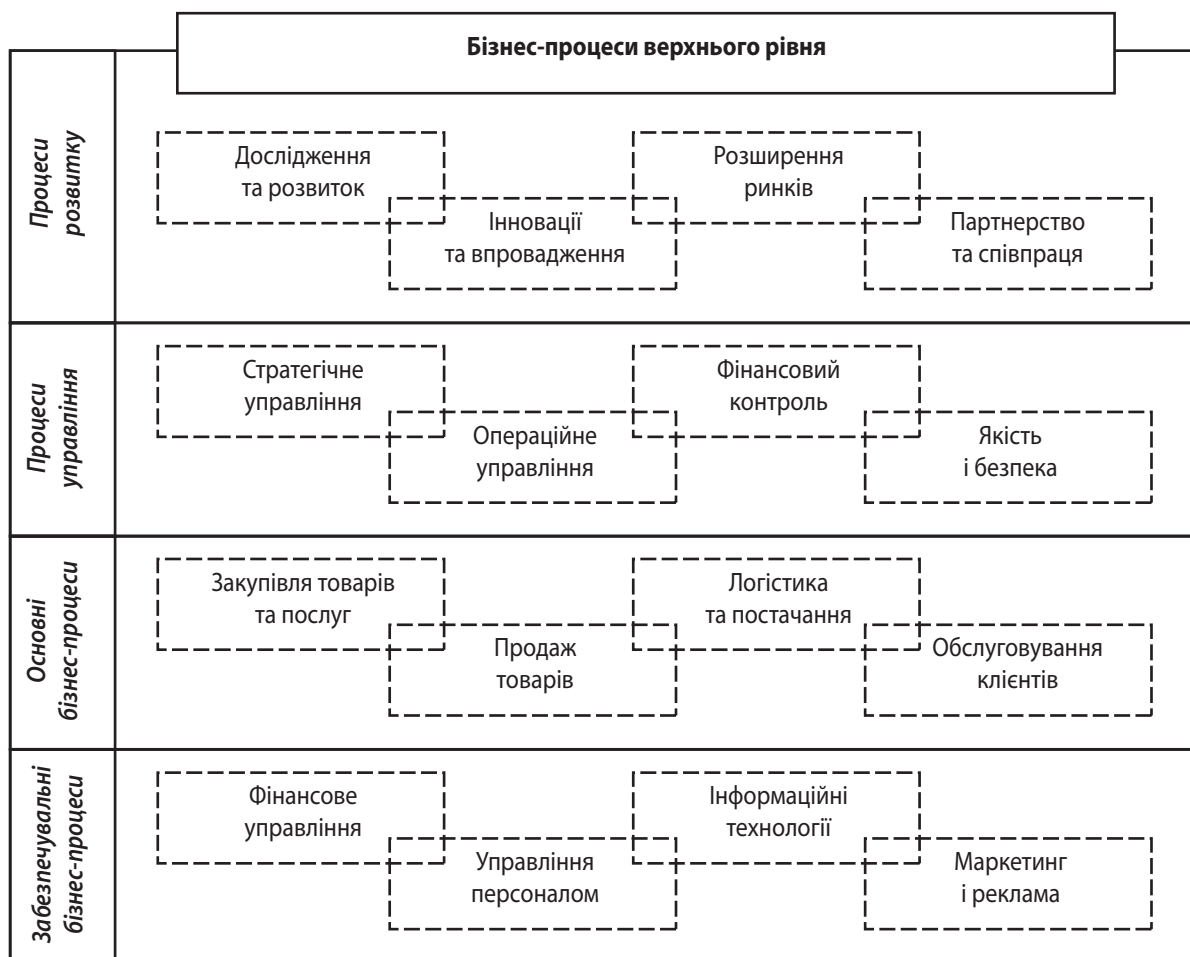 Бізнес-процеси верхнього рівня
Процеси
розвитку
Дослідження
та розвиток
Інновації
та впровадження
Розширення
ринків
Партнерство
та співпраця
Процеси
управління
Стратегічне
управління
Операційне
управління
Фінансовий
контроль
Якість
і безпека
Основні
бізнес-процеси
Закупівля товарів
та послуг
Продаж
товарів
Логістика
та постачання
Обслуговування
клієнтів
Забезпечувальні
бізнес-процеси
Фінансове
управління
Управління
персоналом
Інформаційні
технології
Маркетинг
і реклама